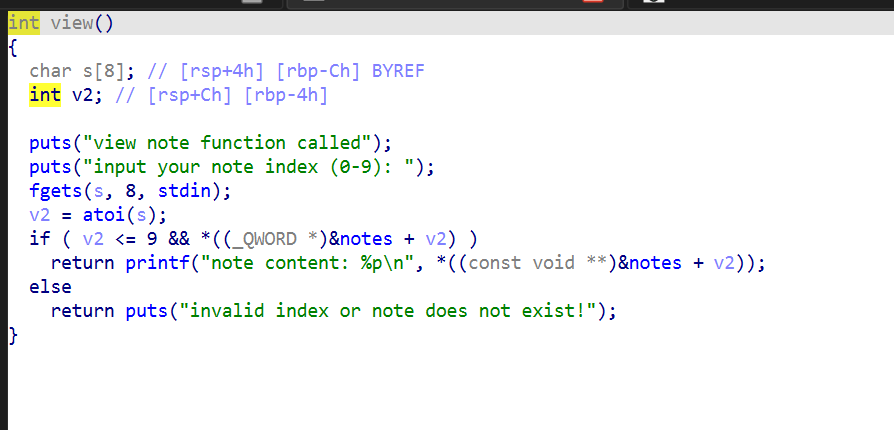 int view()
{
  char s[8]; // [rsp+4h] [rbp-Ch] BYREF
  int v2; // [rsp+Ch] [rbp-4h]

  puts("view note function called");
  puts("input your note index (0-9): ");
  fgets(s, 8, stdin);
  v2 = atoi(s);
  if ( v2 <= 9 && *((_QWORD *)&notes + v2) )
    return printf("note content: %p\n", *((const void **)&notes + v2));
  else
    return puts("invalid index or note does not exist!");
}